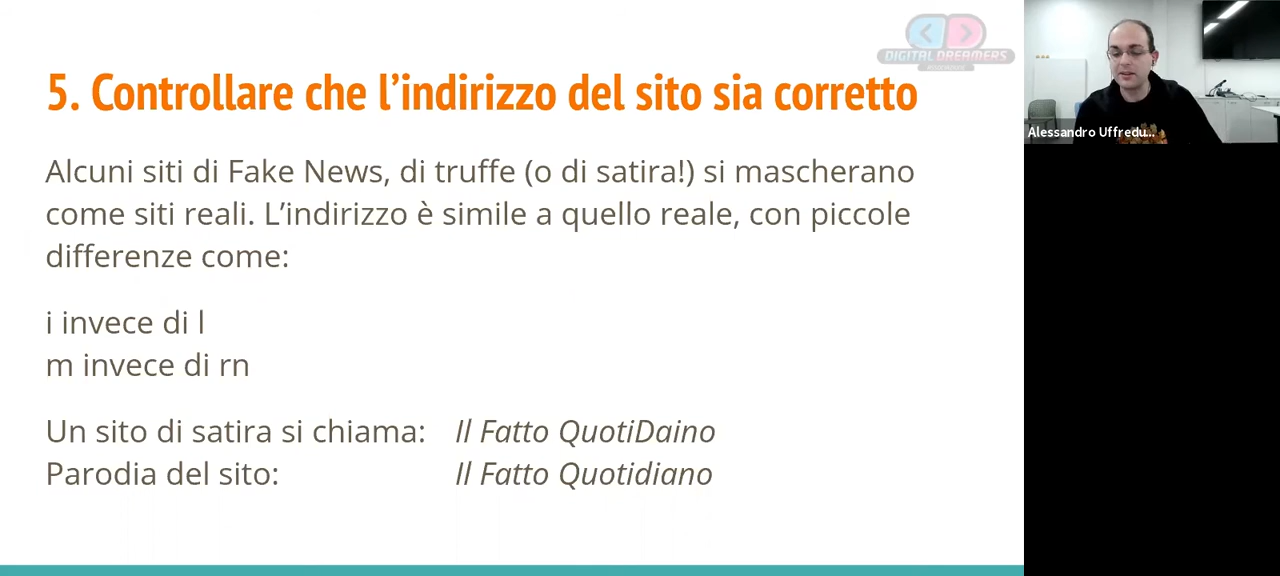 DIGITAL DREAMERS
5. Controllare che l’indirizzo del sito sia corretto
Alessandro Uffredu...
Alcuni siti di Fake News, di truffe (o di satira!) si mascherano
come siti reali. L’indirizzo è simile a quello reale, con piccole
differenze come:
i invece di l
m invece di rn
Un sito di satira si chiama: Il Fatto QuotiDaino
Parodia del sito: Il Fatto Quotidiano